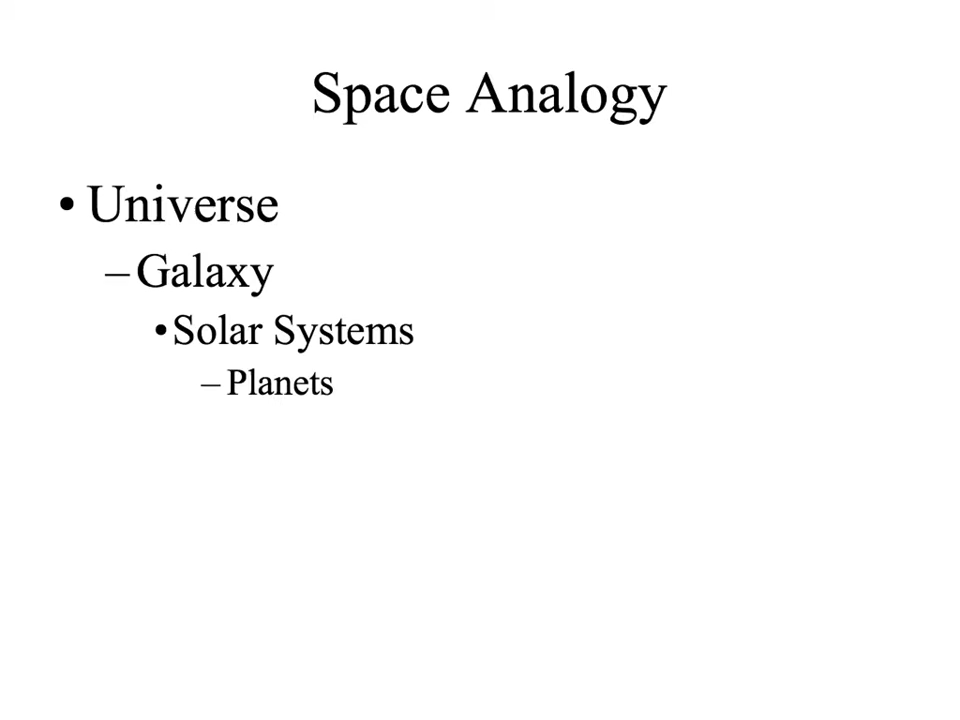 Space Analogy
• Universe
– Galaxy
• Solar Systems
– Planets